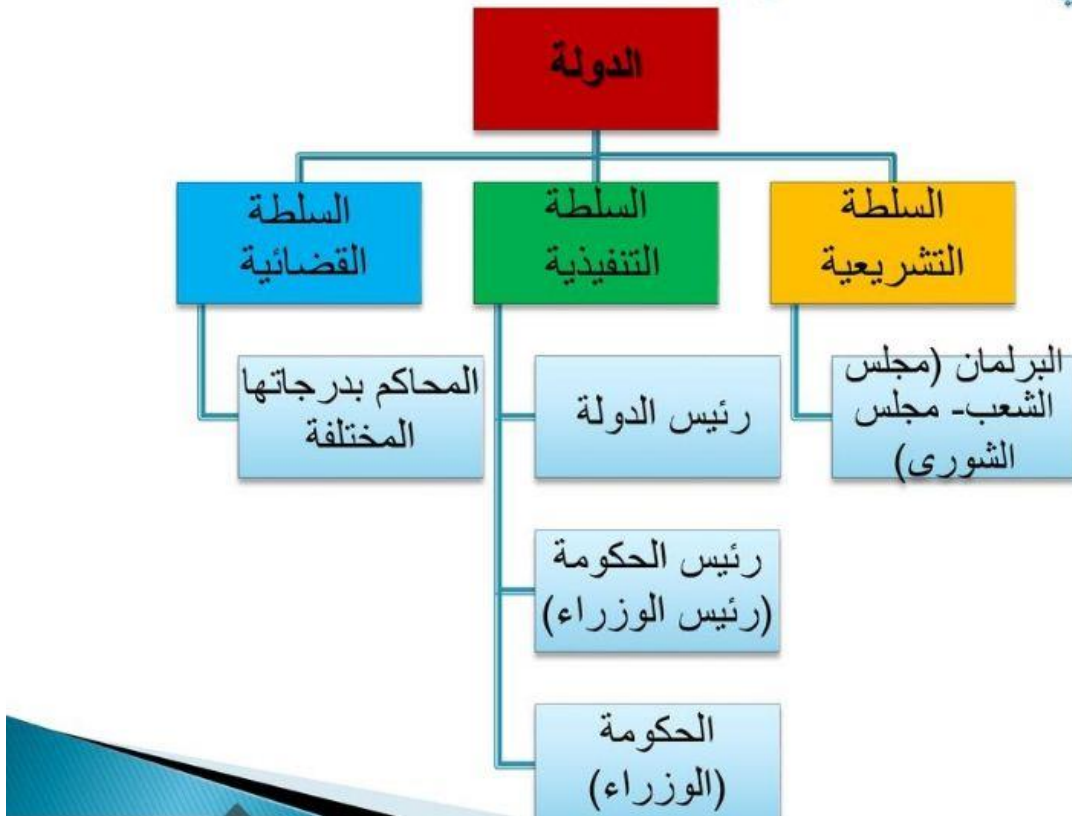 الدولة
السلطة
التشريعية
السلطة
التنفيذية
السلطة
القضائية
البرلمان (مجلس
الشعب- مجلس
الشورى)
رئيس الدولة
المحاكم بدرجاتها
المختلفة
رئيس الحكومة
(رئيس الوزراء)
الحكومة
(الوزراء)